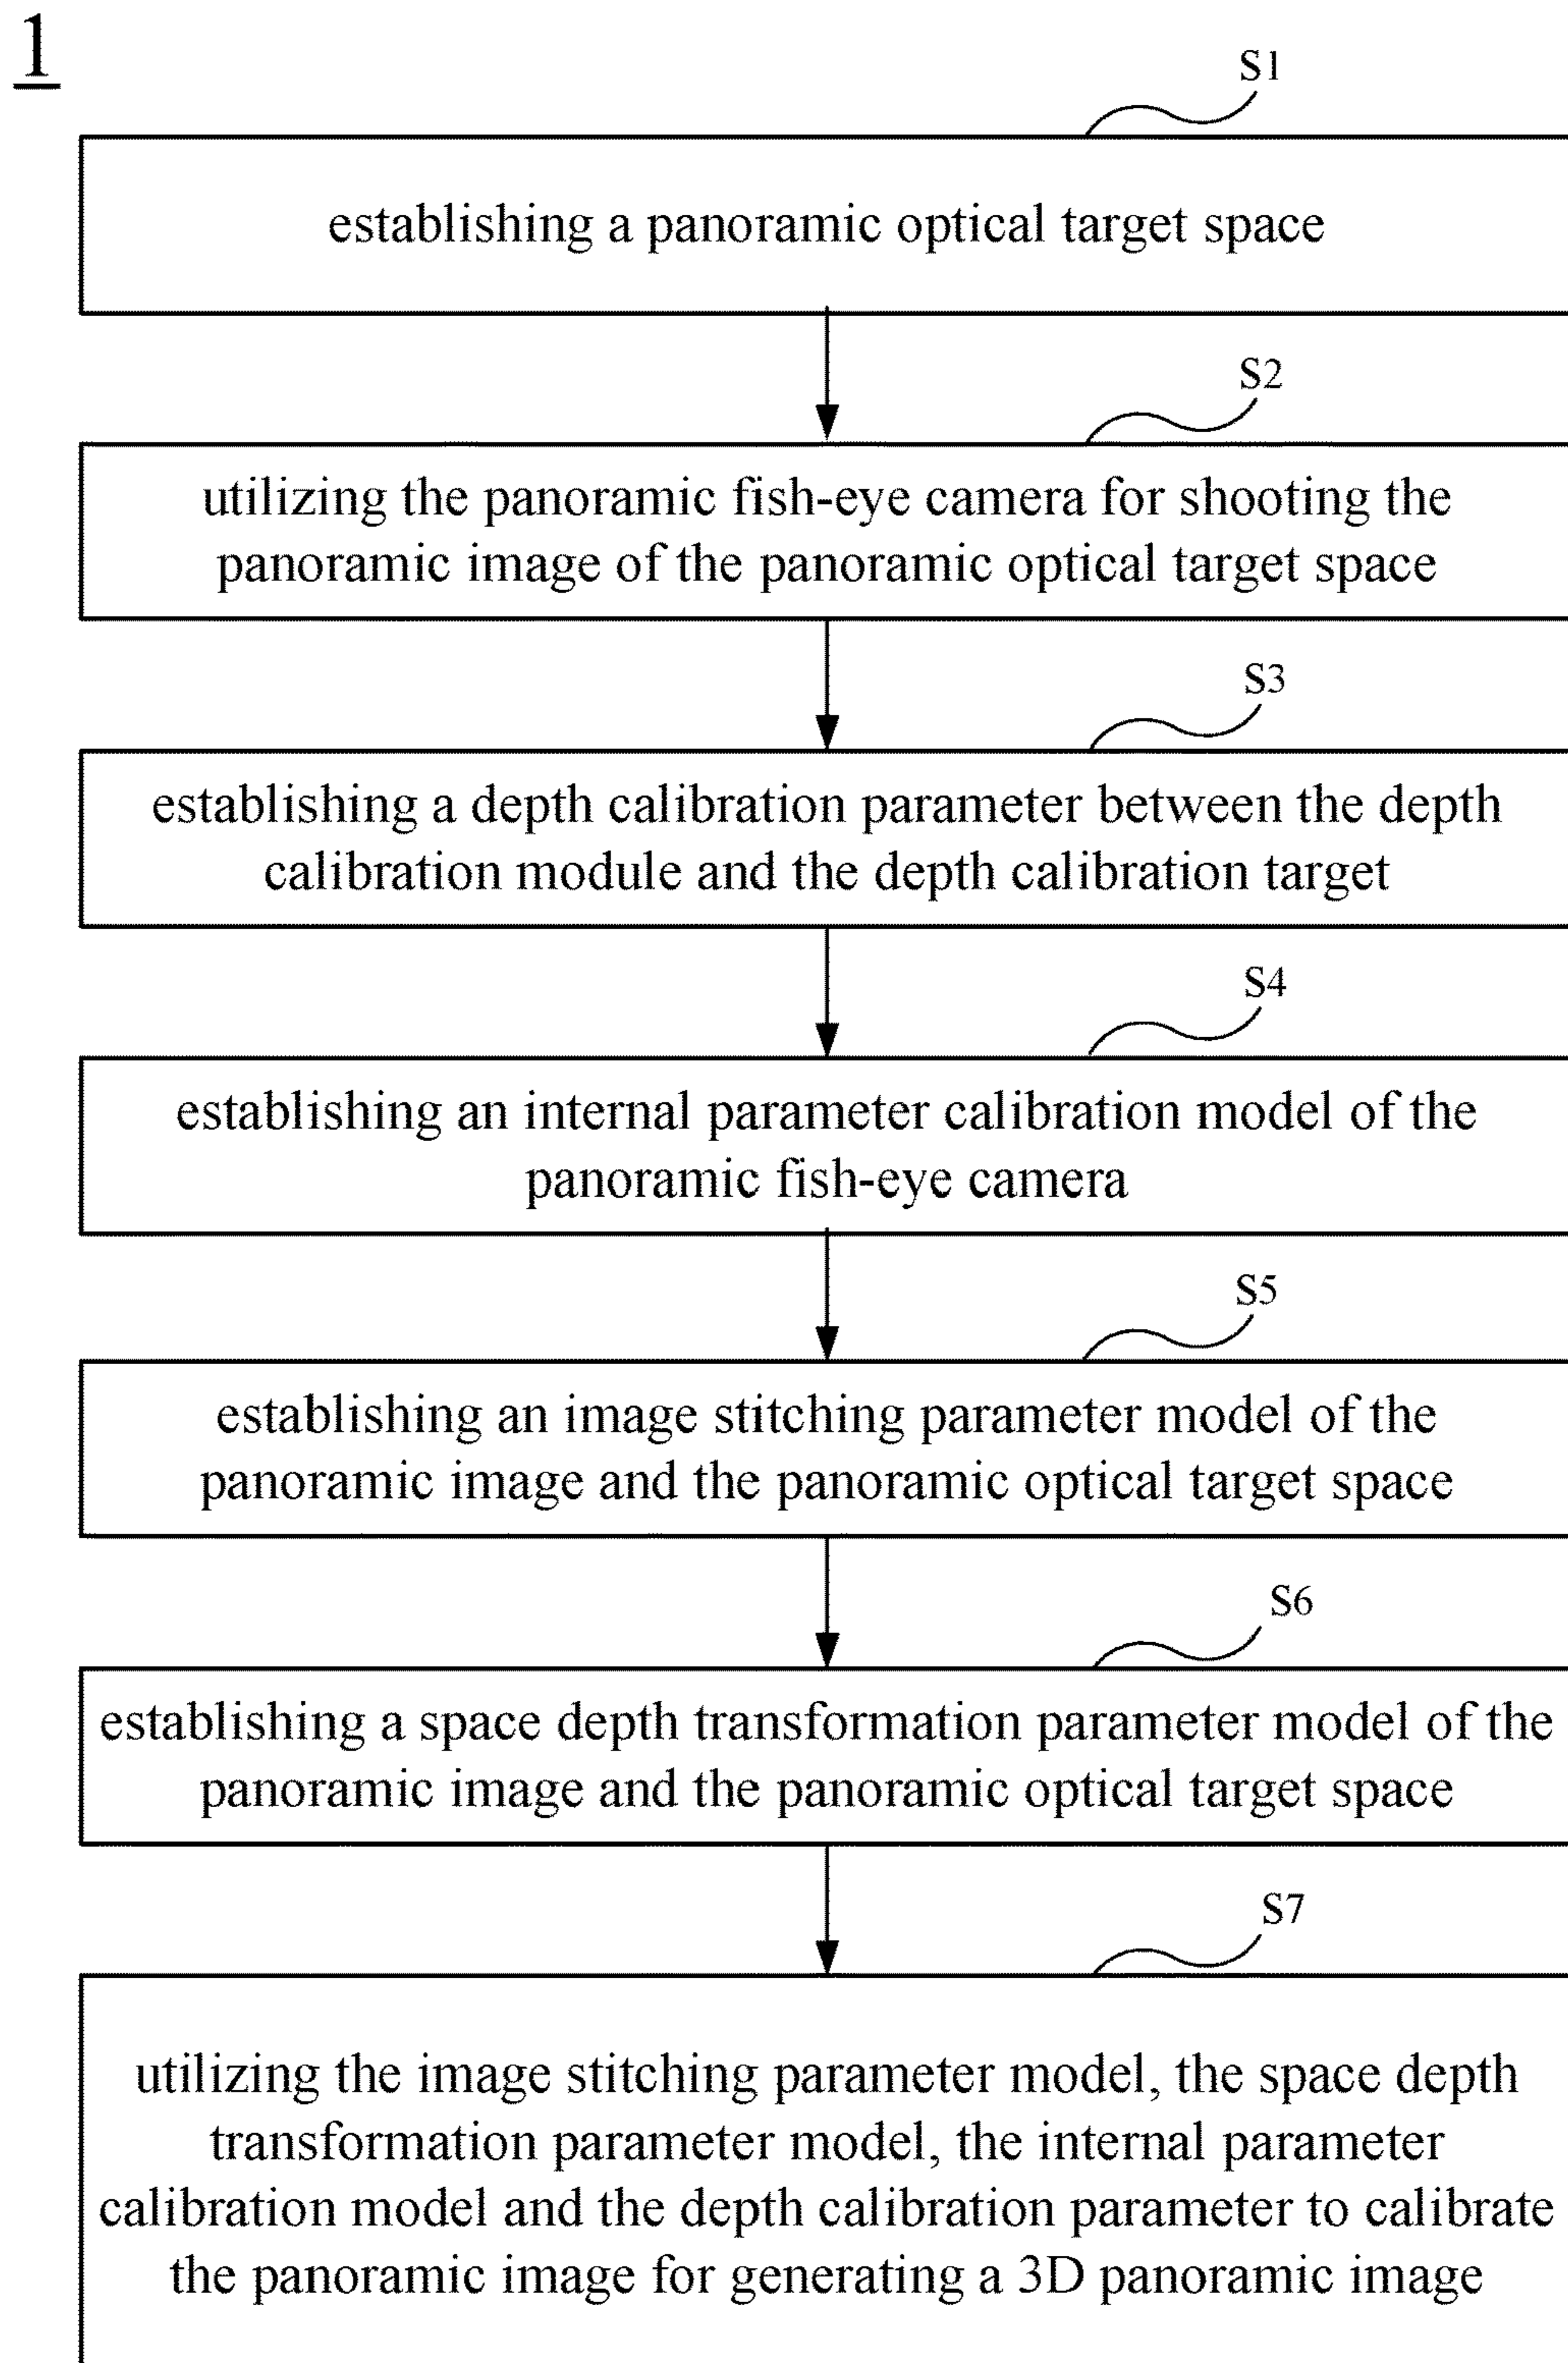 1
S1
establishing a panoramic optical target space
S2
utilizing the panoramic fish-eye camera for shooting the
panoramic image of the panoramic optical target space
S3
establishing a depth calibration parameter between the depth
calibration module and the depth calibration target
S4
establishing an internal parameter calibration model of the
panoramic fish-eye camera
S5
establishing an image stitching parameter model of the
panoramic image and the panoramic optical target space
S6
establishing a space depth transformation parameter model of the
panoramic image and the panoramic optical target space
S7
utilizing the image stitching parameter model, the space depth
transformation parameter model, the internal parameter
calibration model and the depth calibration parameter to calibrate
the panoramic image for generating a 3D panoramic image